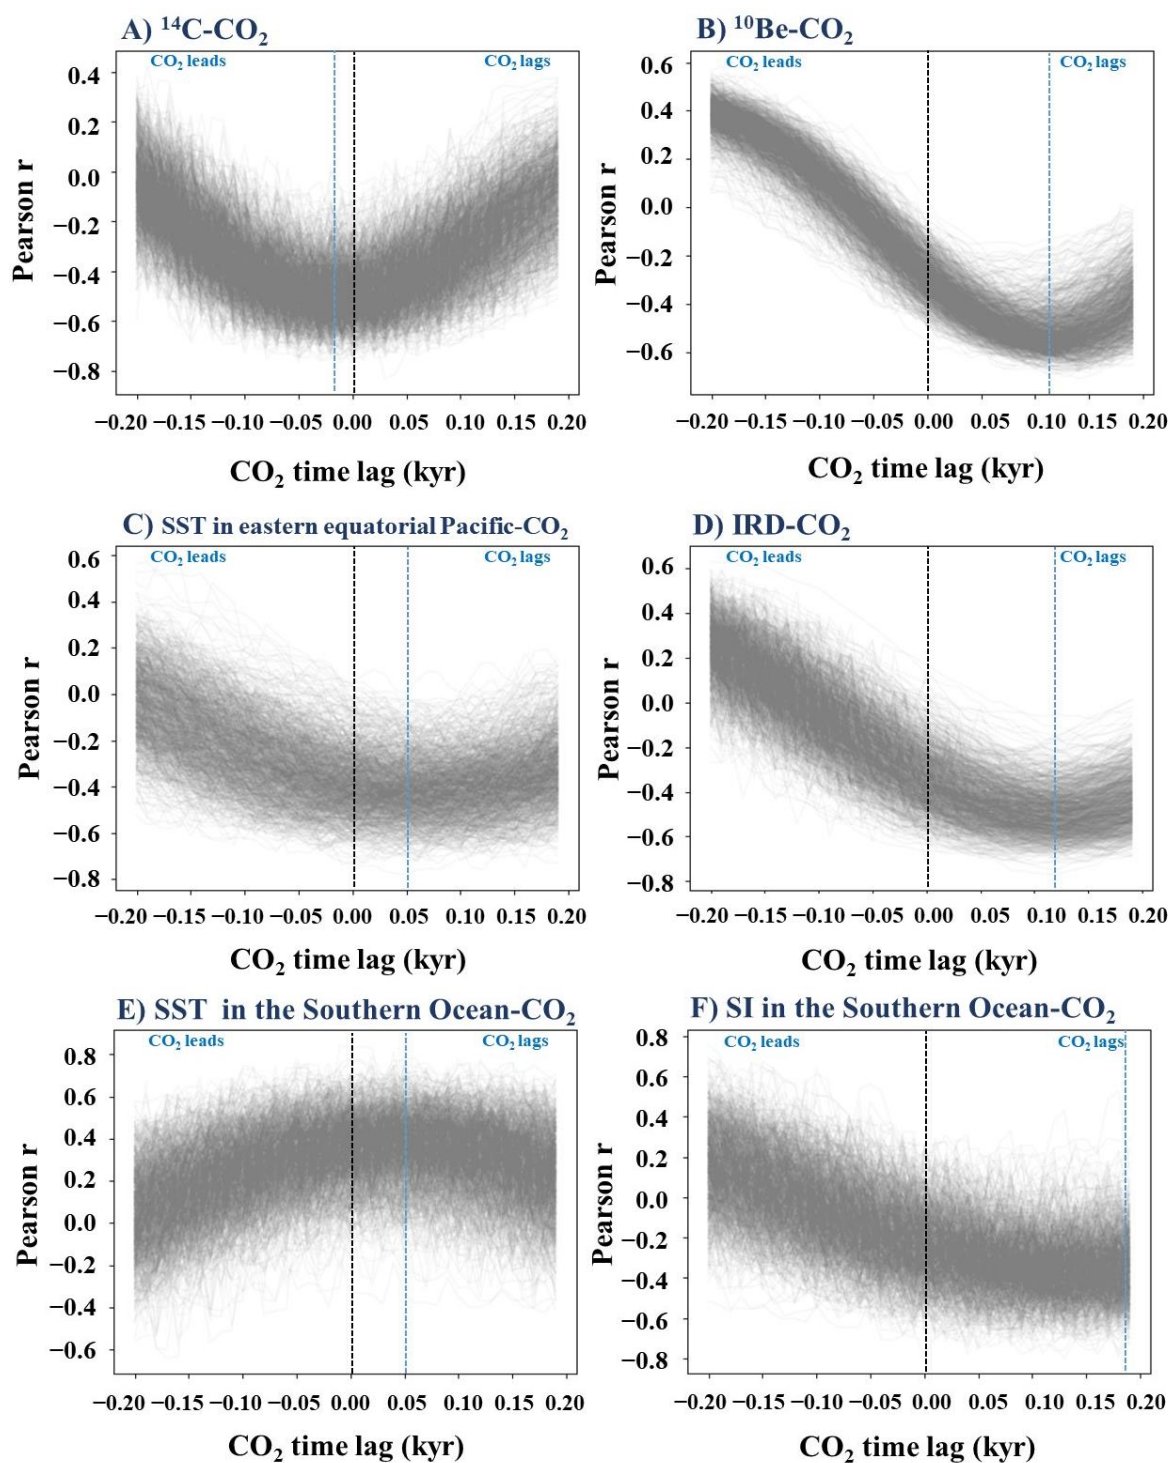 A) ¹⁴C-CO₂
CO₂ leads
CO₂ lags
0.4
0.2
0.0
−0.2
−0.4
−0.6
−0.8
Pearson r
−0.20 −0.15 −0.10 −0.05 0.00 0.05 0.10 0.15 0.20
CO₂ time lag (kyr)
B) ¹⁰Be-CO₂
CO₂ leads
CO₂ lags
0.6
0.4
0.2
0.0
−0.2
−0.4
−0.6
Pearson r
−0.20 −0.15 −0.10 −0.05 0.00 0.05 0.10 0.15 0.20
CO₂ time lag (kyr)
C) SST in eastern equatorial Pacific-CO₂
CO₂ leads
CO₂ lags
0.6
0.4
0.2
0.0
−0.2
−0.4
−0.6
−0.8
Pearson r
−0.20 −0.15 −0.10 −0.05 0.00 0.05 0.10 0.15 0.20
CO₂ time lag (kyr)
D) IRD-CO₂
CO₂ leads
CO₂ lags
0.6
0.4
0.2
0.0
−0.2
−0.4
−0.6
−0.8
Pearson r
−0.20 −0.15 −0.10 −0.05 0.00 0.05 0.10 0.15 0.20
CO₂ time lag (kyr)
E) SST in the Southern Ocean-CO₂
CO₂ leads
CO₂ lags
0.8
0.6
0.4
0.2
0.0
−0.2
−0.4
−0.6
Pearson r
−0.20 −0.15 −0.10 −0.05 0.00 0.05 0.10 0.15 0.20
CO₂ time lag (kyr)
F) SI in the Southern Ocean-CO₂
CO₂ leads
CO₂ lags
0.8
0.6
0.4
0.2
0.0
−0.2
−0.4
−0.6
−0.8
Pearson r
−0.20 −0.15 −0.10 −0.05 0.00 0.05 0.10 0.15 0.20
CO₂ time lag (kyr)